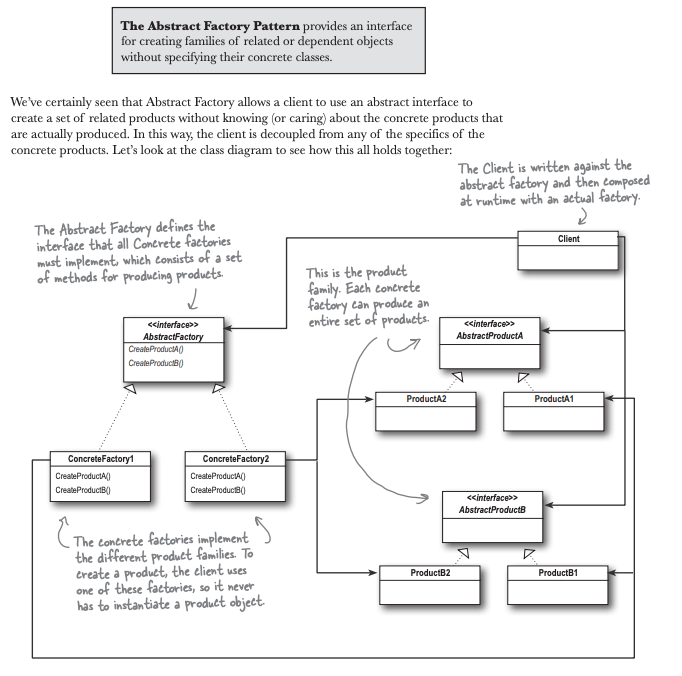 The Abstract Factory Pattern provides an interface
for creating families of related or dependent objects
without specifying their concrete classes.
We've certainly seen that Abstract Factory allows a client to use an abstract interface to
create a set of related products without knowing (or caring) about the concrete products that
are actually produced. In this way, the client is decoupled from any of the specifics of the
concrete products. Let's look at the class diagram to see how this all holds together:
The Client is written against the
abstract factory and then composed
at runtime with an actual factory.
The Abstract Factory defines the
interface that all Concrete factories
must implement, which consists of a set
of methods for producing products.
Client
This is the product
family. Each concrete
factory can produce an
entire set of products.
<<interface>>
AbstractFactory
CreateProductA()
CreateProductB()
<<interface>>
AbstractProductA
ProductA2
ProductA1
ConcreteFactory1
CreateProductA()
CreateProductB()
ConcreteFactory2
CreateProductA()
CreateProductB()
<<interface>>
AbstractProductB
The concrete factories implement
the different product families. To
create a product, the client uses
one of these factories, so it never
has to instantiate a product object.
ProductB2
ProductB1